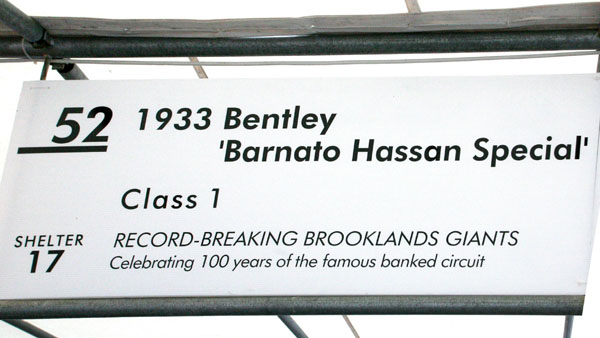 52 1933 Bentley
'Barnato Hassan Special'
Class 1
SHELTER RECORD-BREAKING BROOKLANDS GIANTS
17 Celebrating 100 years of the famous banked circuit